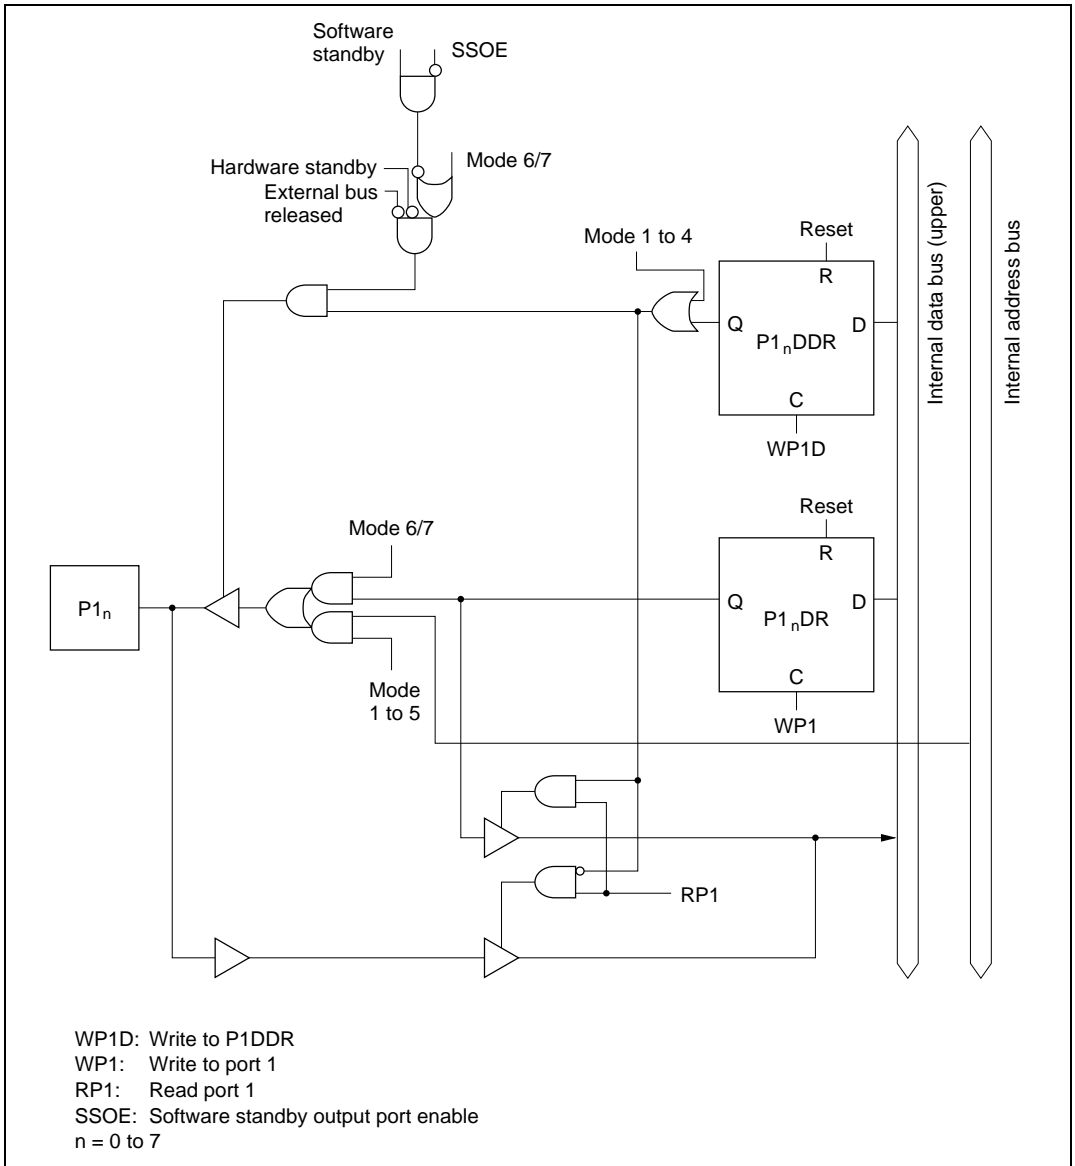 Software
standby
SSOE
Mode 6/7
Hardware standby
External bus
released
Mode 1 to 4
Reset
R
Q
D
P1nDDR
C
WP1D
Internal data bus (upper)
Internal address bus
Reset
R
Mode 6/7
P1n
Q
D
P1nDR
C
WP1
Mode
1 to 5
RP1
WP1D: Write to P1DDR
WP1: Write to port 1
RP1: Read port 1
SSOE: Software standby output port enable
n = 0 to 7